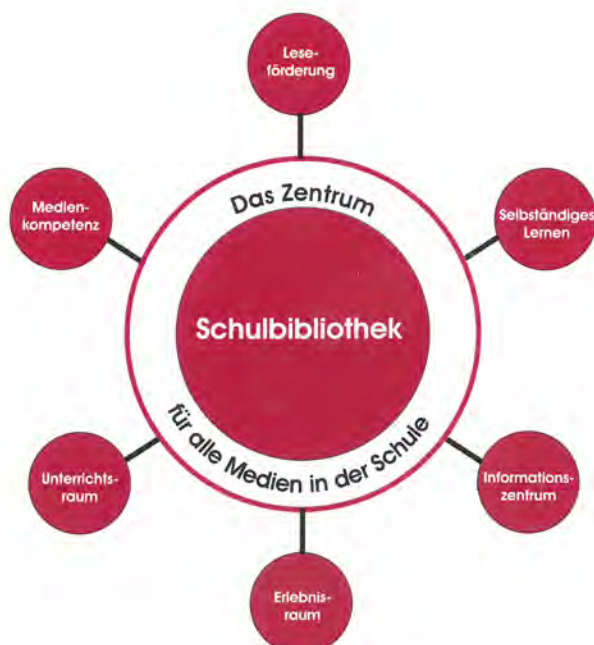 Lese-
förderung
Medien-
kompetenz
Das Zentrum
Selbständiges
Lernen
Schulbibliothek
für alle Medien in der Schule
Unterrichts-
raum
Informations-
zentrum
Erlebnis-
raum